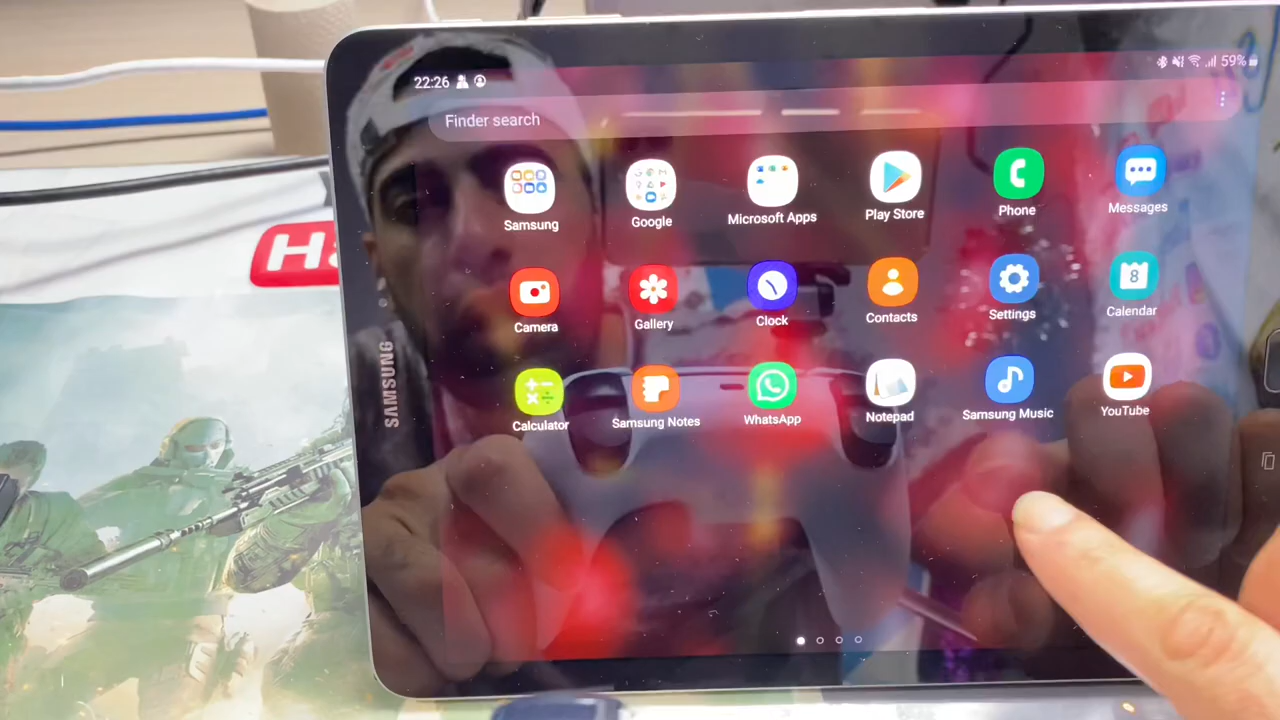 22:26
59%
Finder search
Samsung
Google
Microsoft Apps
Play Store
Phone
Messages
Camera
Gallery
Clock
Contacts
Settings
8
Calendar
Calculator
Samsung Notes
WhatsApp
Notepad
Samsung Music
YouTube
SAMSUNG